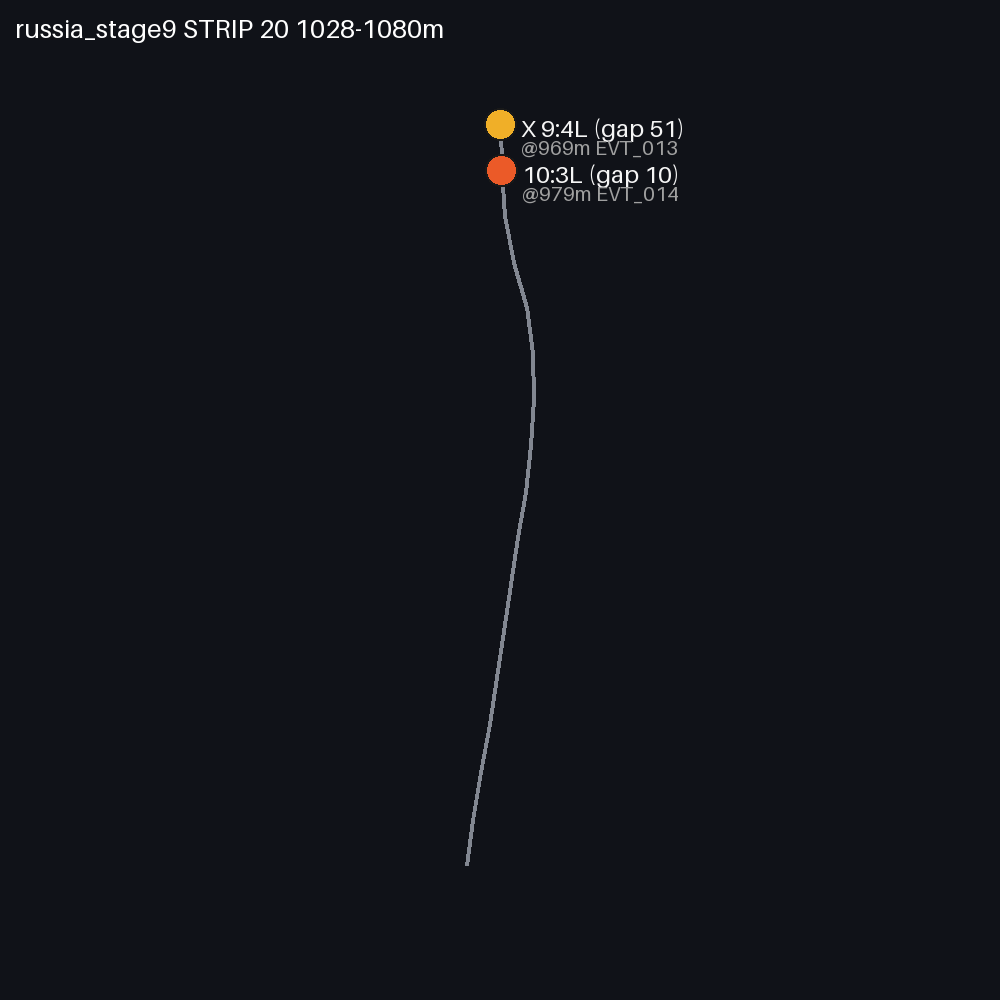 russia_stage9 STRIP 20 1028-1080m
X 9:4L (gap 51)
@969m EVT_013
10:3L (gap 10)
@979m EVT_014